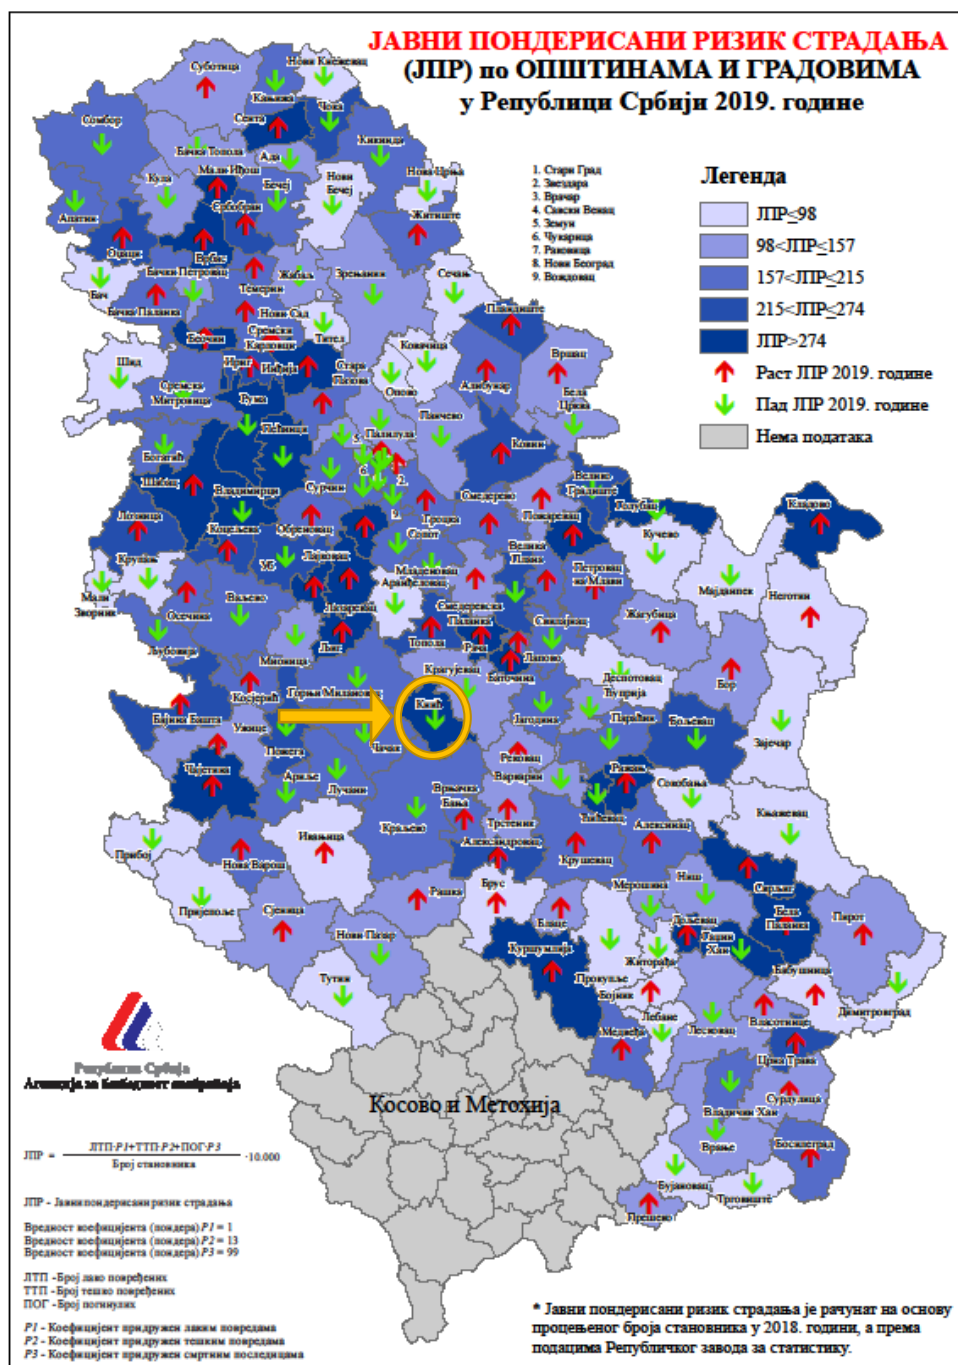 ЈАВНИ ПОНДЕРИСАНИ РИЗИК СТРАДАЊА
(ЈПР) по ОПШТИНАМА И ГРАДОВИМА
у Републици Србији 2019. године
1. Стари Град
2. Звездара
3. Врачар
4. Савски Венац
5. Земун
6. Чукарица
7. Раковица
8. Нови Београд
9. Вождовац
Легенда
ЈПР≤98
98<ЈПР≤157
157<ЈПР≤215
215<ЈПР≤274
ЈПР>274
Раст ЈПР 2019. године
Пад ЈПР 2019. године
Нема података
Суботица
Нови Кнежевац
Кањижа
Чока
Сента
Сомбор
Кикинда
Бачка Топола
Ада
Мали Иђош
Кула
Бечеј
Нови
Бечеј
Нова Црња
Србобран
Житиште
Апатин
Оџаци
Врбас
Бачки Петровац
Жабаљ
Зрењанин
Сечањ
Бач
Темерин
Бачка Паланка
Нови Сад
Пландиште
Беочин
Сремски
Карловци
Тител
Ковачица
Вршац
Шид
Ириг
Инђија
Стара
Пазова
Опово
Алибунар
Бела
Црква
Сремска
Митровица
Рума
Панчево
Пећинци
5.
Палилула
Ковин
Богатић
6.
2.
Велико
Градиште
Шабац
Сурчин
Владимирци
9.
Смедерево
Голубац
Кладово
Лозница
Коцељева
Обреновац
Гроцка
Пожаревац
Кучево
Крупањ
Уб
Лајковац
Сопот
Велика
Плана
Петровац
на Млави
Младеновац
Мајданпек
Неготин
Мали
Зворник
Аранђеловац
Осечина
Ваљево
Лазаревац
Смедеревска
Паланка
Жагубица
Свилајнац
Љубовија
Мионица
Љиг
Топола
Рача
Лапово
Крагујевац
Баточина
Деспотовац
Бор
Косјерић
Горњи Милановац
Ћуприја
Бајина Башта
Кнић
Јагодина
Параћин
Бољевац
Ужице
Пожега
Чачак
Зајечар
Рековац
Чајетина
Ариље
Лучани
Варварин
Ражањ
Сокобања
Врњачка
Бања
Ћићевац
Књажевац
Краљево
Трстеник
Ивањица
Александровац
Алексинац
Прибој
Крушевац
Нова Варош
Ниш
Сврљиг
Рашка
Брус
Мерошина
Бела
Паланка
Пријепоље
Сјеница
Блаце
Дољевац
Пирот
Нови Пазар
Гаџин
Хан
Куршумлија
Житорађа
Бабушница
Тутин
Прокупље
Бојник
Димитровград
Лебане
Власотинце
Медвеђа
Лесковац
Црна Трава
Сурдулица
Косово и Метохија
Владичин Хан
Врање
Босилеград
Бујановац
Трговиште
Прешево
Република Србија
Агенција за безбедност саобраћаја
ЈПР = ЛТП·P1+ТТП·P2+ПОГ·P3 / Број становника ·10.000
ЈПР - Јавни пондерисани ризик страдања
Вредност коефицијента (пондера) P1 = 1
Вредност коефицијента (пондера) P2 = 13
Вредност коефицијента (пондера) P3 = 99
ЛТП -Број лако повређених
ТТП -Број тешко повређених
ПОГ -Број погинулих
P1 - Коефицијент придружен лаким повредама
P2 - Коефицијент придружен тешким повредама
P3 - Коефицијент придружен смртним последицама
* Јавни пондерисани ризик страдања је рачунат на основу
процењеног броја становника у 2018. години, а према
подацима Републичког завода за статистику.